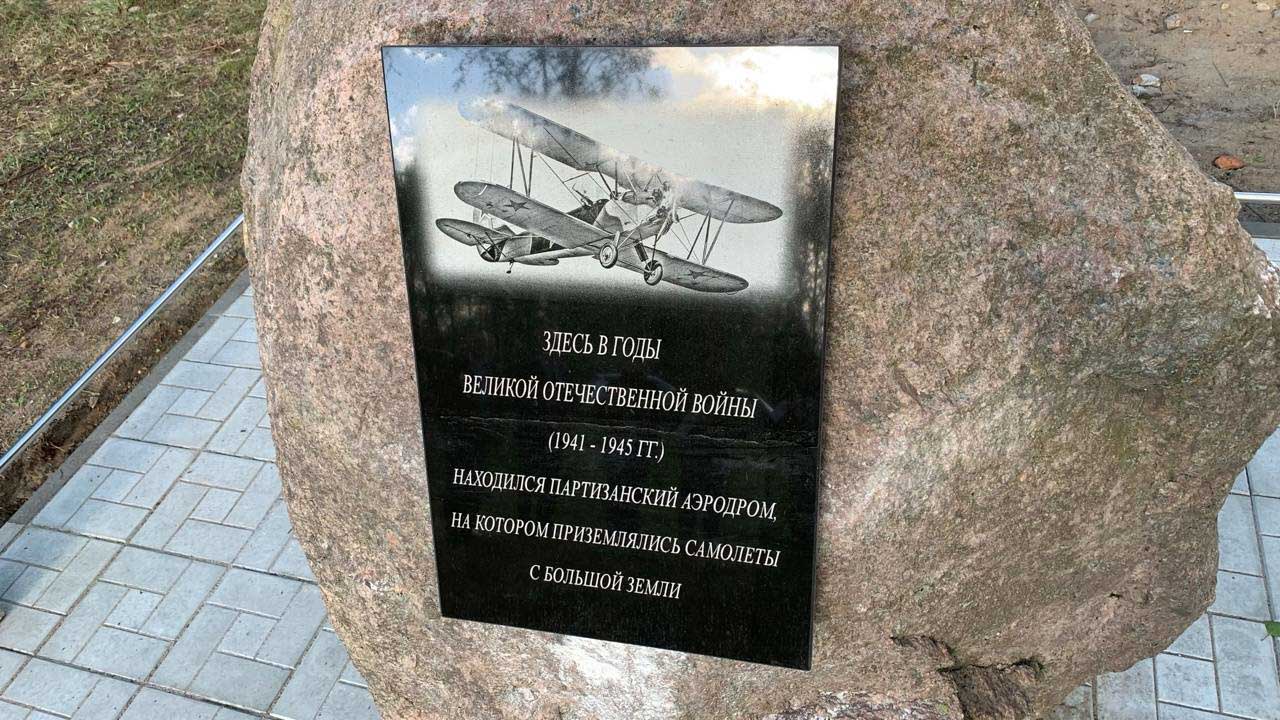 ЗДЕСЬ В ГОДЫ
ВЕЛИКОЙ ОТЕЧЕСТВЕННОЙ ВОЙНЫ
(1941 - 1945 ГГ.)
НАХОДИЛСЯ ПАРТИЗАНСКИЙ АЭРОДРОМ,
НА КОТОРОМ ПРИЗЕМЛЯЛИСЬ САМОЛЕТЫ
С БОЛЬШОЙ ЗЕМЛИ